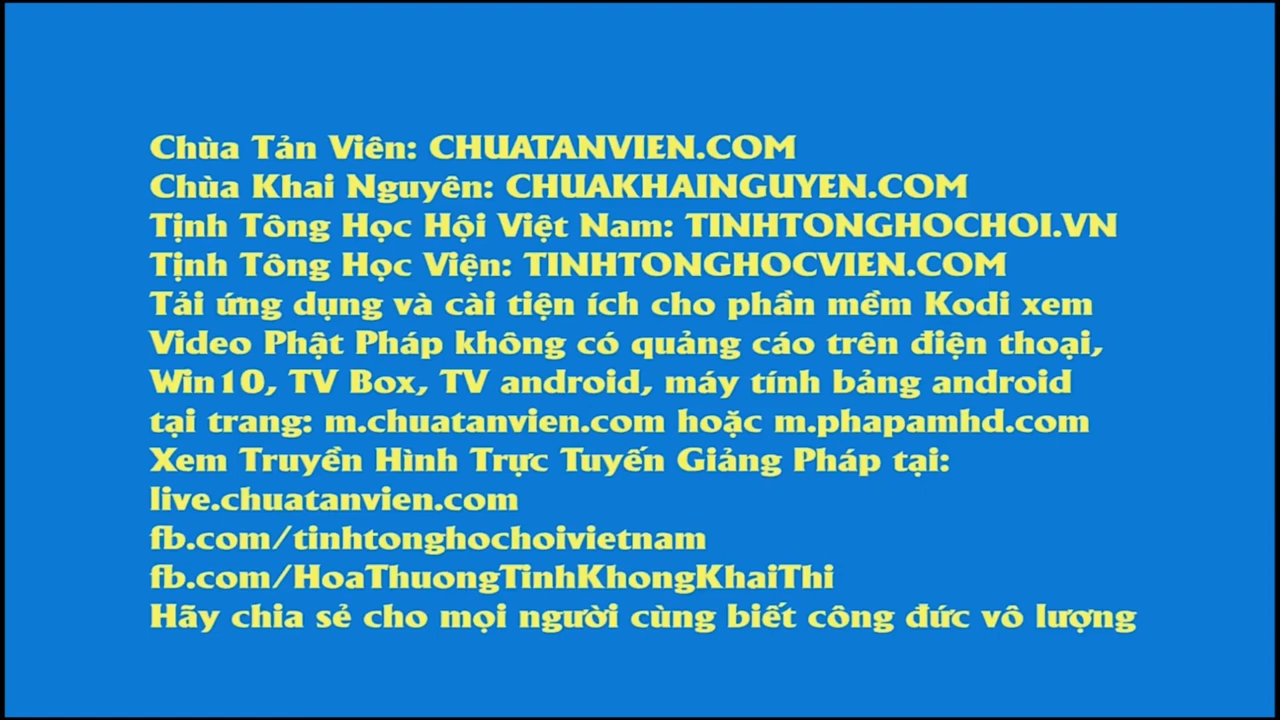 Chùa Tản Viên: CHUATANVIEN.COM
Chùa Khai Nguyên: CHUAKHAINGUYEN.COM
Tịnh Tông Học Hội Việt Nam: TINHTONGHOCHOI.VN
Tịnh Tông Học Viện: TINHTONGHOCVIEN.COM
Tải ứng dụng và cài tiện ích cho phần mềm Kodi xem
Video Phật Pháp không có quảng cáo trên điện thoại,
Win10, TV Box, TV android, máy tính bảng android
tại trang: m.chuatanvien.com hoặc m.phapamhd.com
Xem Truyền Hình Trực Tuyến Giảng Pháp tại:
live.chuatanvien.com
fb.com/tinhtonghochoivietnam
fb.com/HoaThuongTinhKhongKhaiThi
Hãy chia sẻ cho mọi người cùng biết công đức vô lượng